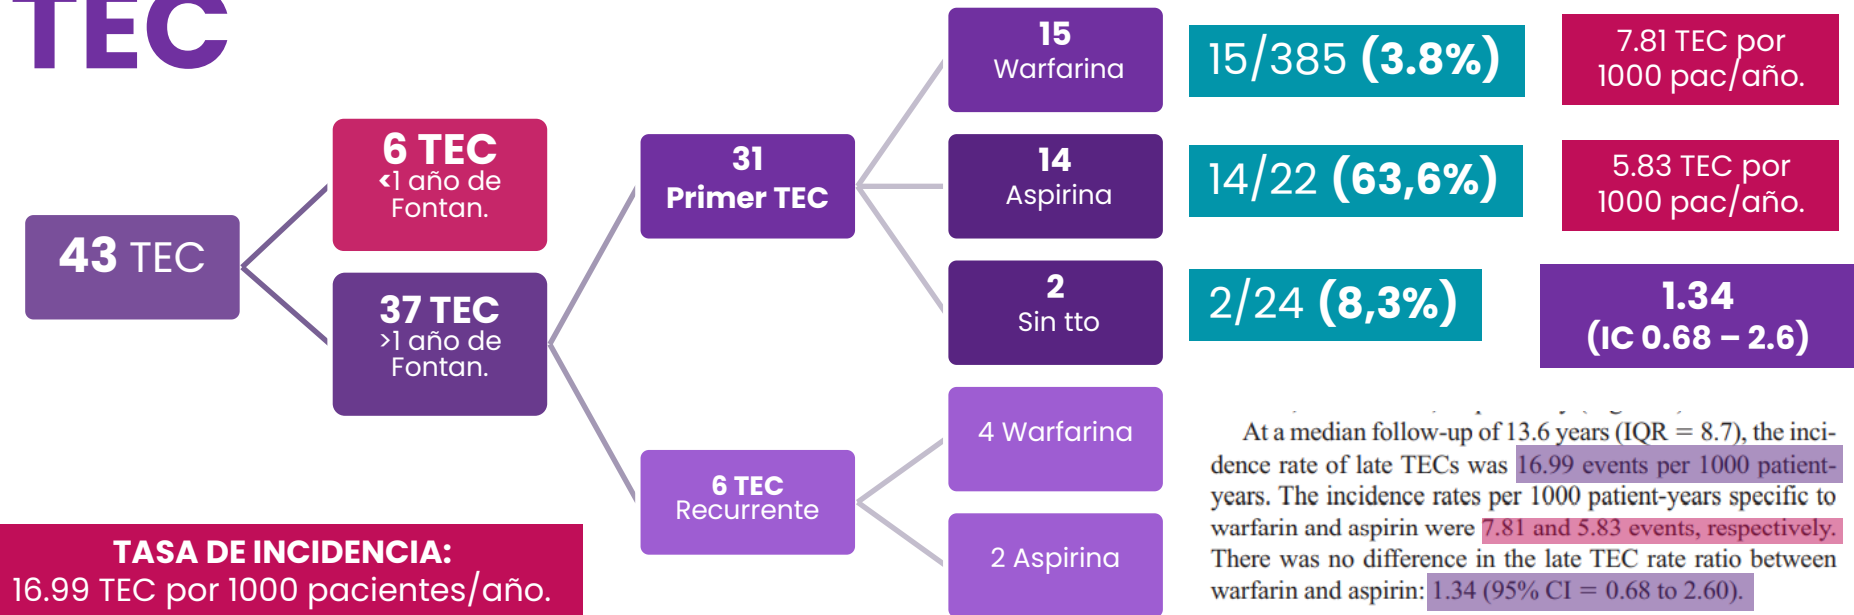 TEC
43 TEC
6 TEC
<1 año de
Fontan.
37 TEC
>1 año de
Fontan.
31
Primer TEC
6 TEC
Recurrente
15
Warfarina
14
Aspirina
2
Sin tto
4 Warfarina
2 Aspirina
15/385 (3.8%)
14/22 (63,6%)
2/24 (8,3%)
7.81 TEC por
1000 pac/año.
5.83 TEC por
1000 pac/año.
1.34
(IC 0.68 – 2.6)
TASA DE INCIDENCIA:
16.99 TEC por 1000 pacientes/año.
At a median follow-up of 13.6 years (IQR = 8.7), the inci-
dence rate of late TECs was 16.99 events per 1000 patient-
years. The incidence rates per 1000 patient-years specific to
warfarin and aspirin were 7.81 and 5.83 events, respectively.
There was no difference in the late TEC rate ratio between
warfarin and aspirin: 1.34 (95% CI = 0.68 to 2.60).